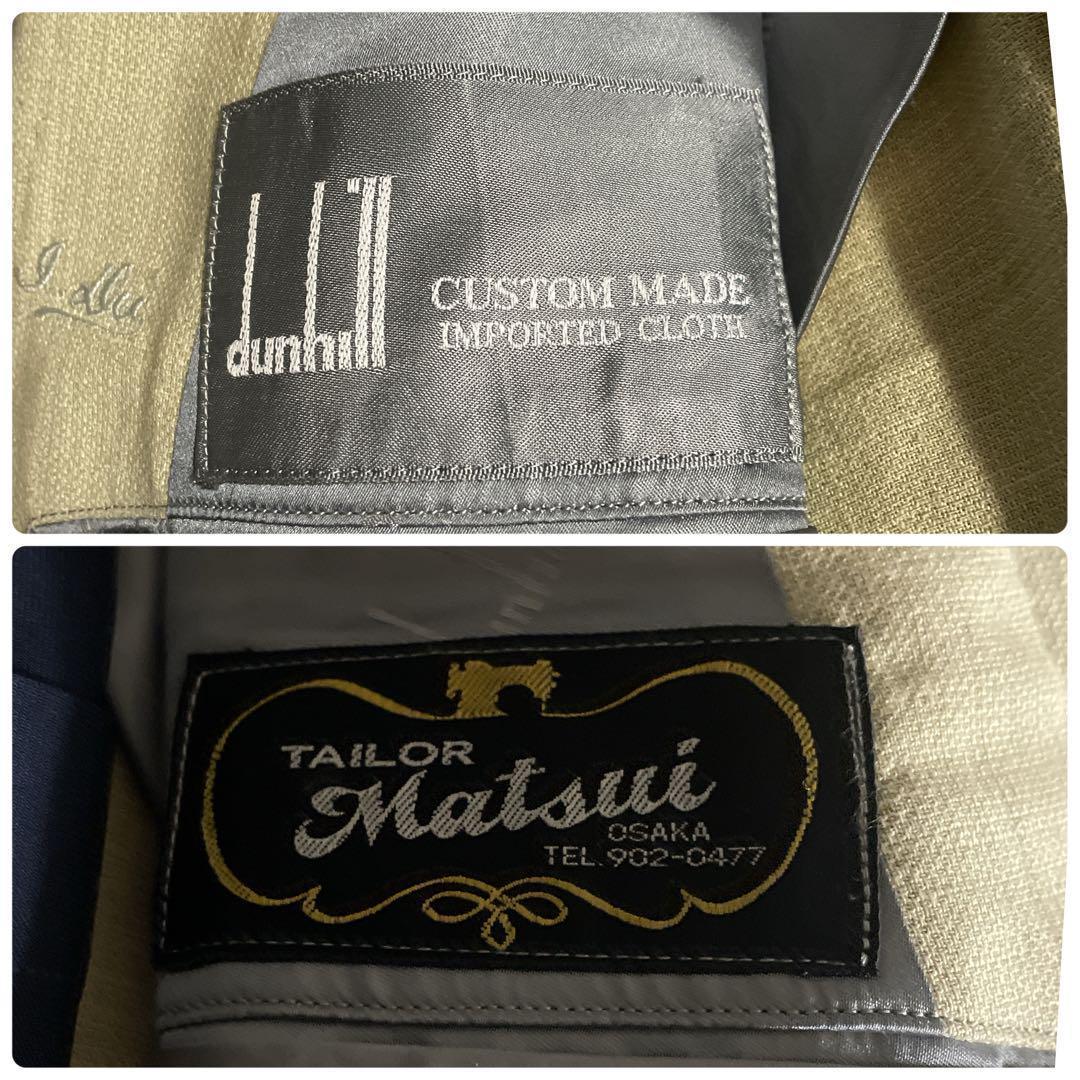 dunhill
CUSTOM MADE
IMPORTED CLOTH
TAILOR
Matsui
OSAKA
TEL.902-0477